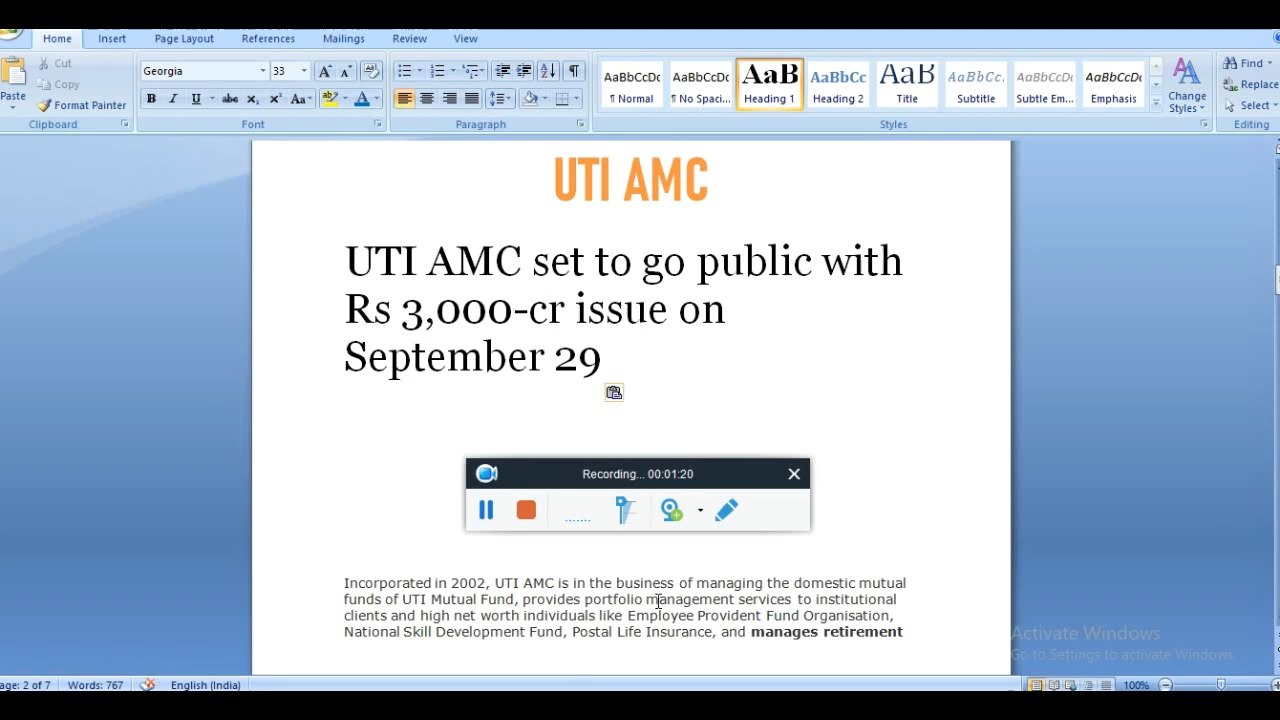 Home Insert Page Layout References Mailings Review View
Cut
Copy
Paste
Format Painter
Georgia 33
AaBbCcDc AaBbCcDc AaB AaBbCc AaB AaBbCc. AaBbCcDc AaBbCcDc
¶ Normal ¶ No Spaci... Heading 1 Heading 2 Title Subtitle Subtle Em... Emphasis
Change
Styles
Find
Replace
Select
Clipboard Font Paragraph Styles Editing
UTI AMC
UTI AMC set to go public with
Rs 3,000-cr issue on
September 29
Recording... 00:01:20
Incorporated in 2002, UTI AMC is in the business of managing the domestic mutual
funds of UTI Mutual Fund, provides portfolio management services to institutional
clients and high net worth individuals like Employee Provident Fund Organisation,
National Skill Development Fund, Postal Life Insurance, and manages retirement
Activate Windows
Go to Settings to activate Windows.
age: 2 of 7 Words: 767 English (India) 100%